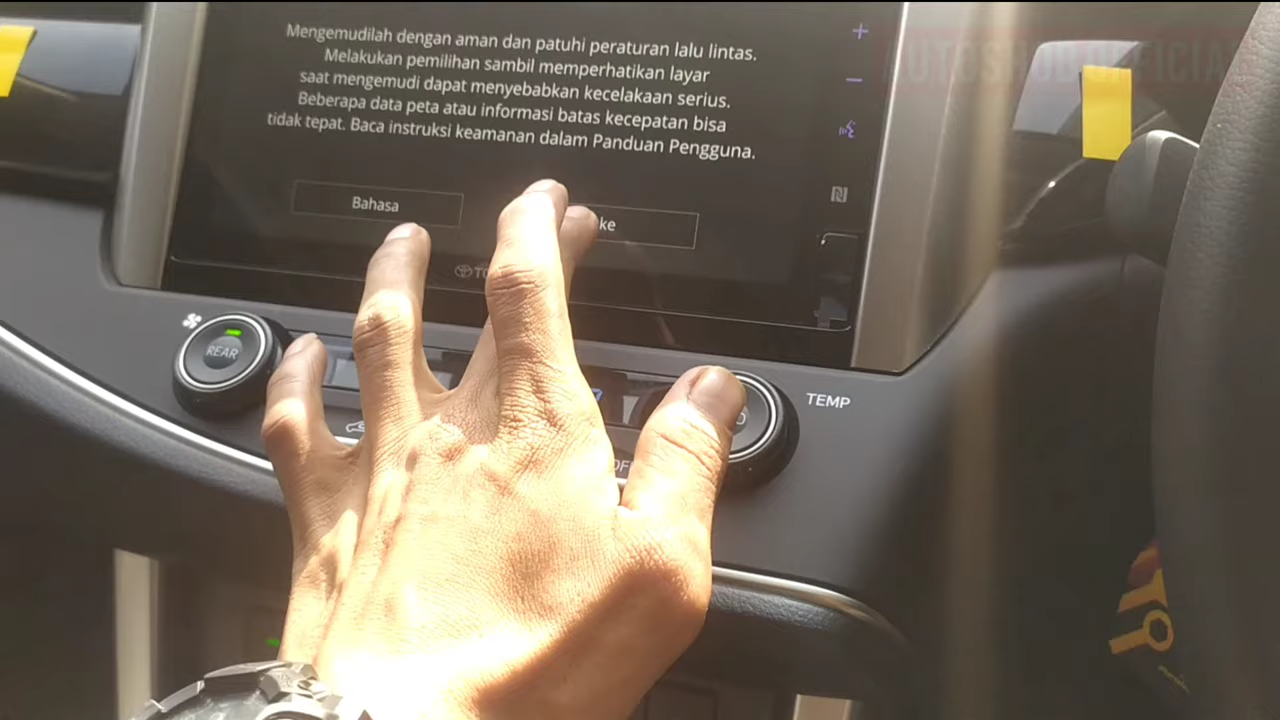 Mengemudilah dengan aman dan patuhi peraturan lalu lintas.
Melakukan pemilihan sambil memperhatikan layar
saat mengemudi dapat menyebabkan kecelakaan serius.
Beberapa data peta atau informasi batas kecepatan bisa
tidak tepat. Baca instruksi keamanan dalam Panduan Pengguna.
Bahasa
ke
REAR
TEMP